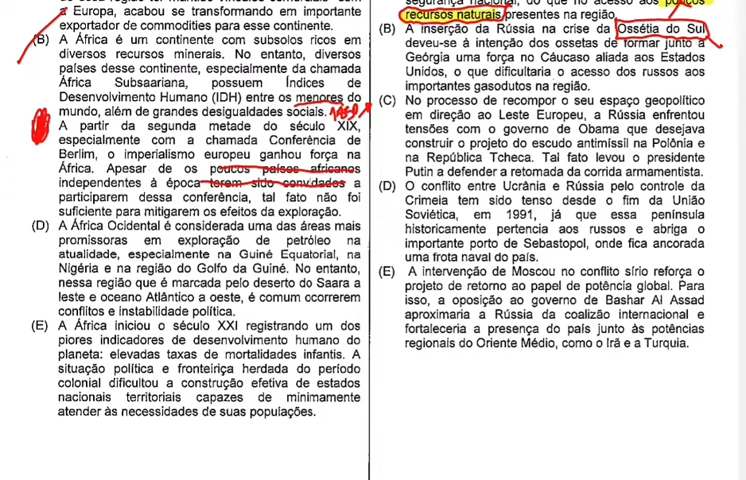 Europa, acabou se transformando em importante
exportador de commodities para esse continente.
(B) A África é um continente com subsolos ricos em
diversos recursos minerais. No entanto, diversos
países desse continente, especialmente da chamada
África Subsaariana, possuem Índices de
Desenvolvimento Humano (IDH) entre os menores do
mundo, além de grandes desigualdades sociais.
A partir da segunda metade do século XIX,
especialmente com a chamada Conferência de
Berlim, o imperialismo europeu ganhou força na
África. Apesar de os poucos países africanos
independentes à época terem sido convidados a
participarem dessa conferência, tal fato não foi
suficiente para mitigarem os efeitos da exploração.
(D) A África Ocidental é considerada uma das áreas mais
promissoras em exploração de petróleo na
atualidade, especialmente na Guiné Equatorial, na
Nigéria e na região do Golfo da Guiné. No entanto,
nessa região que é marcada pelo deserto do Saara a
leste e oceano Atlântico a oeste, é comum ocorrerem
conflitos e instabilidade política.
(E) A África iniciou o século XXI registrando um dos
piores indicadores de desenvolvimento humano do
planeta: elevadas taxas de mortalidades infantis. A
situação política e fronteiriça herdada do período
colonial dificultou a construção efetiva de estados
nacionais territoriais capazes de minimamente
atender às necessidades de suas populações.
segurança nacional, do que no acesso aos poucos
recursos naturais presentes na região.
(B) A inserção da Rússia na crise da Ossétia do Sul
deveu-se à intenção dos ossetas de formar junto à
Geórgia uma força no Cáucaso aliada aos Estados
Unidos, o que dificultaria o acesso dos russos aos
importantes gasodutos na região.
(C) No processo de recompor o seu espaço geopolítico
em direção ao Leste Europeu, a Rússia enfrentou
tensões com o governo de Obama que desejava
construir o projeto do escudo antimíssil na Polônia e
na República Tcheca. Tal fato levou o presidente
Putin a defender a retomada da corrida armamentista.
(D) O conflito entre Ucrânia e Rússia pelo controle da
Crimeia tem sido tenso desde o fim da União
Soviética, em 1991, já que essa península
historicamente pertencia aos russos e abriga o
importante porto de Sebastopol, onde fica ancorada
uma frota naval do país.
(E) A intervenção de Moscou no conflito sírio reforça o
projeto de retorno ao papel de potência global. Para
isso, a oposição ao governo de Bashar Al Assad
aproximaria a Rússia da coalizão internacional e
fortaleceria a presença do país junto às potências
regionais do Oriente Médio, como o Irã e a Turquia.